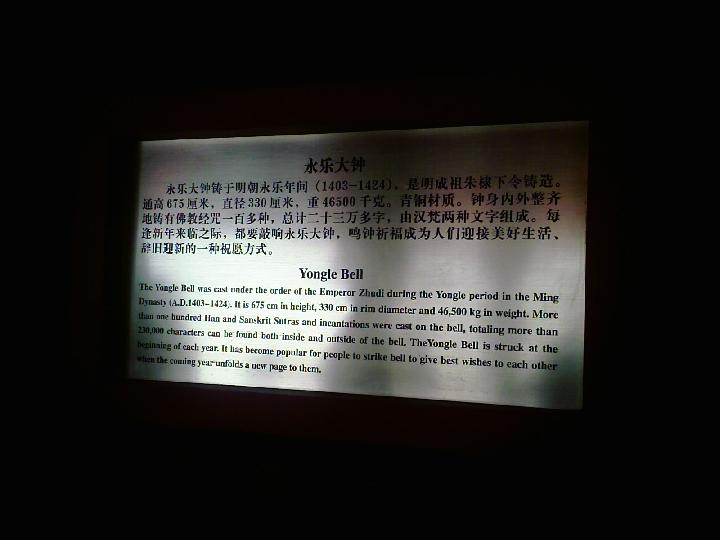 永乐大钟
永乐大钟铸于明朝永乐年间（1403-1424），是明成祖朱棣下令铸造。
通高675厘米，直径330厘米，重46500千克。青铜材质。钟身内外整齐
地铸有佛教经咒一百多种，总计二十三万多字，由汉梵两种文字组成。每
逢新年来临之际，都要敲响永乐大钟，鸣钟祈福成为人们迎接美好生活、
辞旧迎新的一种祝愿方式。
Yongle Bell
The Yongle Bell was cast under the order of the Emperor Zhudi during the Yongle period in the Ming
Dynasty (A.D.1403-1424). It is 675 cm in height, 330 cm in rim diameter and 46,500 kg in weight. More
than one hundred Han and Sanskrit Sutras and incantations were cast on the bell, totaling more than
230,000 characters can be found both inside and outside of the bell. TheYongle Bell is struck at the
beginning of each year. It has become popular for people to strike bell to give best wishes to each other
when the coming year unfolds a new page to them.